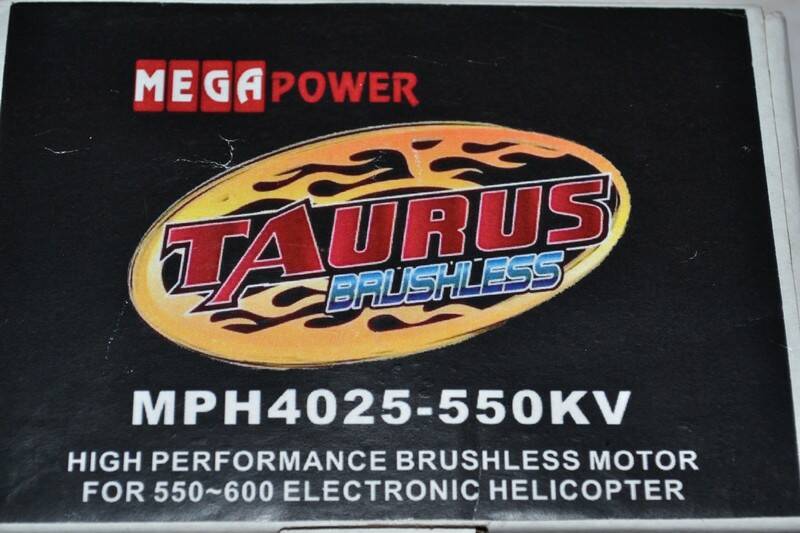 MEGAPOWER
TAURUS
BRUSHLESS
MPH4025-550KV
HIGH PERFORMANCE BRUSHLESS MOTOR
FOR 550~600 ELECTRONIC HELICOPTER